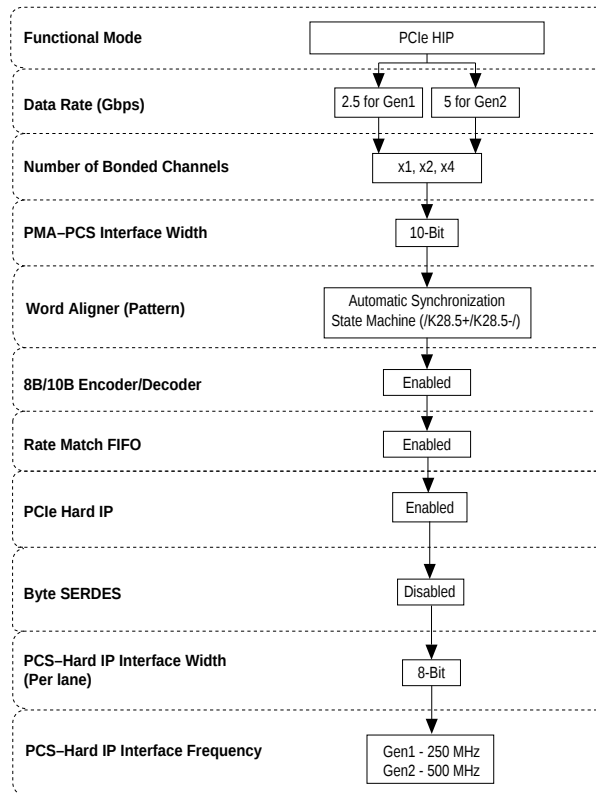 Functional Mode
PCIe HIP
Data Rate (Gbps)
2.5 for Gen1
5 for Gen2
Number of Bonded Channels
x1, x2, x4
PMA–PCS Interface Width
10-Bit
Word Aligner (Pattern)
Automatic Synchronization
State Machine (/K28.5+/K28.5-/)
8B/10B Encoder/Decoder
Enabled
Rate Match FIFO
Enabled
PCIe Hard IP
Enabled
Byte SERDES
Disabled
PCS–Hard IP Interface Width
(Per lane)
8-Bit
PCS–Hard IP Interface Frequency
Gen1 - 250 MHz
Gen2 - 500 MHz